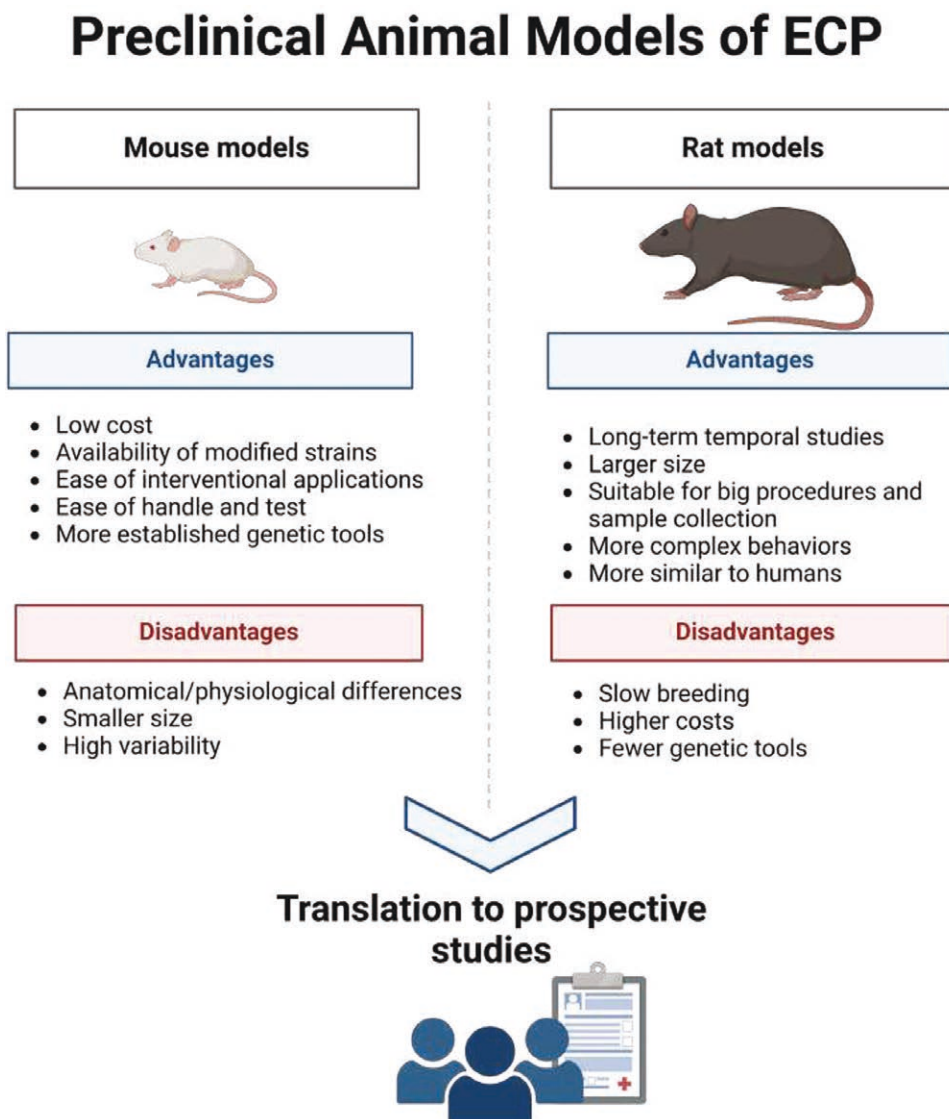 Preclinical Animal Models of ECP
Mouse models
Advantages
• Low cost
• Availability of modified strains
• Ease of interventional applications
• Ease of handle and test
• More established genetic tools
Disadvantages
• Anatomical/physiological differences
• Smaller size
• High variability
Rat models
Advantages
• Long-term temporal studies
• Larger size
• Suitable for big procedures and
sample collection
• More complex behaviors
• More similar to humans
Disadvantages
• Slow breeding
• Higher costs
• Fewer genetic tools
Translation to prospective
studies